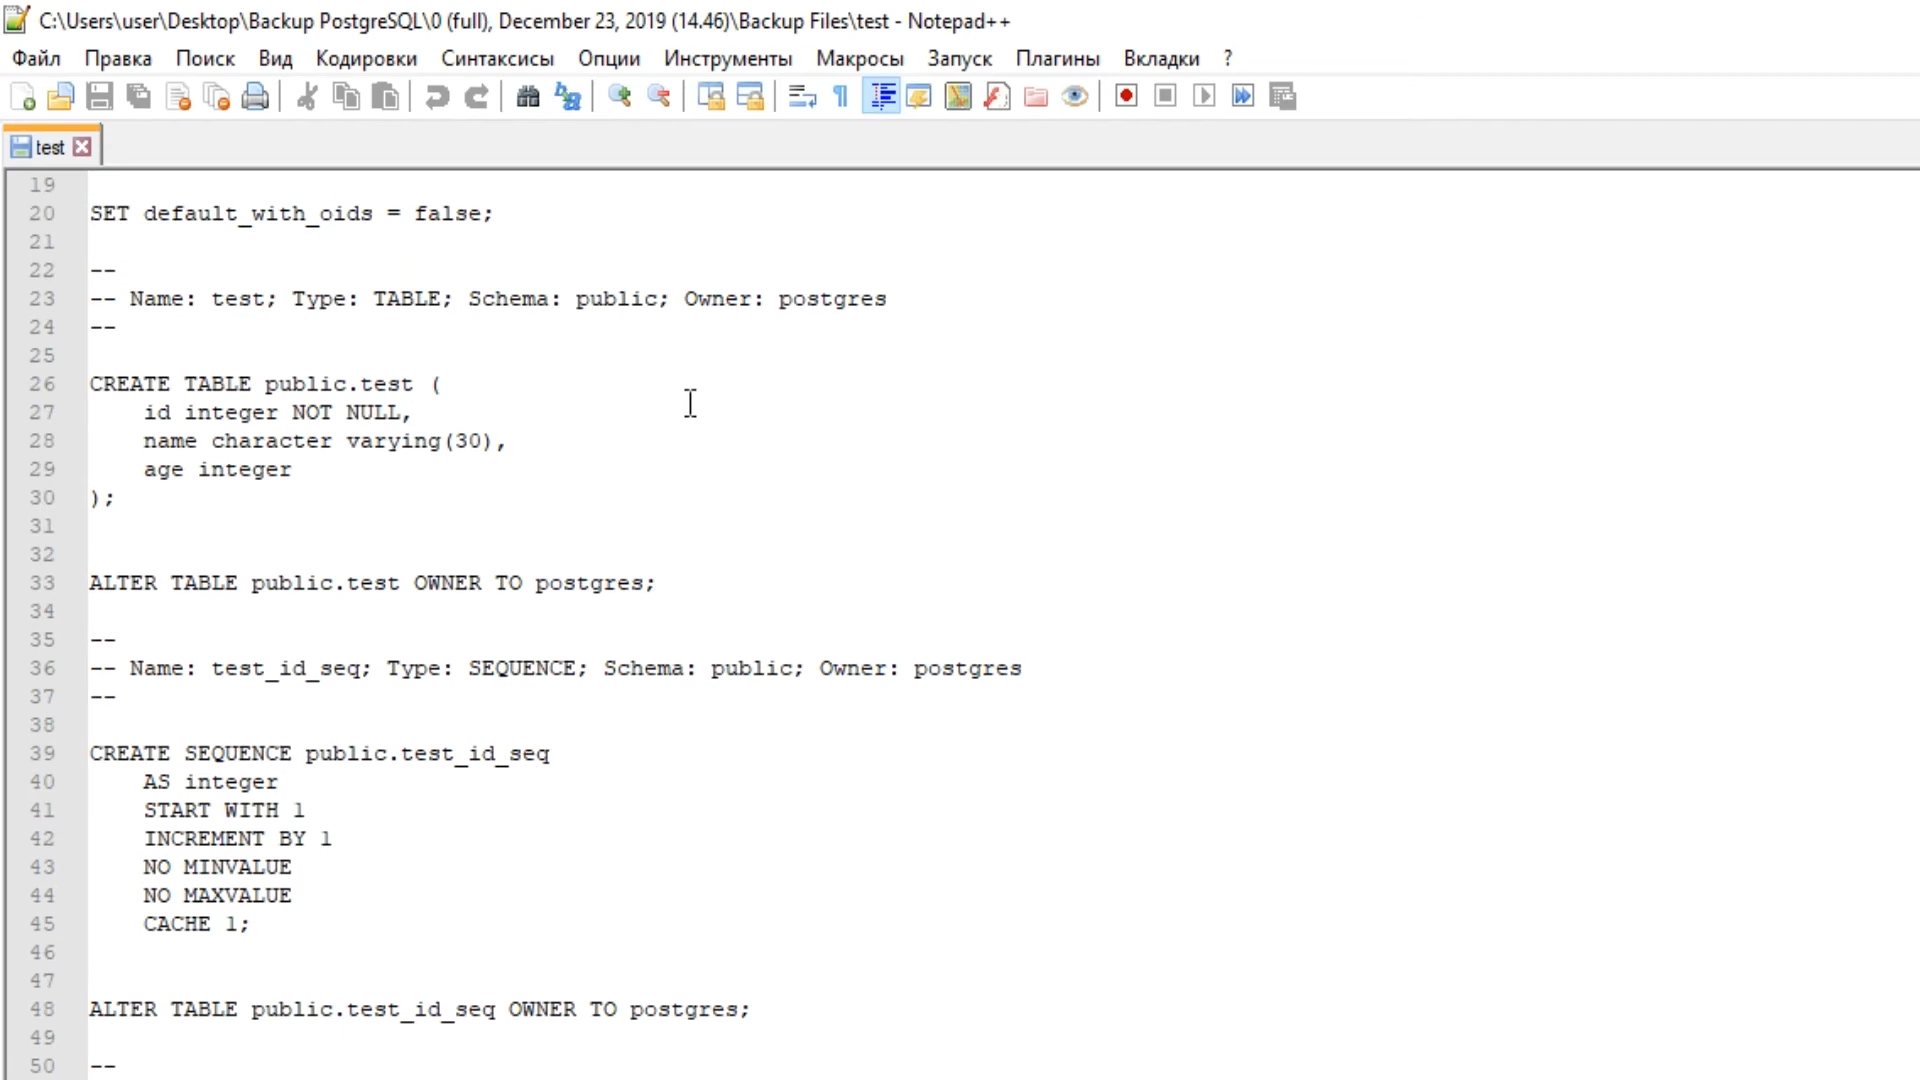 C:\Users\user\Desktop\Backup PostgreSQL\0 (full), December 23, 2019 (14.46)\Backup Files\test - Notepad++
Файл Правка Поиск Вид Кодировки Синтаксисы Опции Инструменты Макросы Запуск Плагины Вкладки ?
test
19
20 SET default_with_oids = false;
21
22 --
23 -- Name: test; Type: TABLE; Schema: public; Owner: postgres
24 --
25
26 CREATE TABLE public.test (
27     id integer NOT NULL,
28     name character varying(30),
29     age integer
30 );
31
32
33 ALTER TABLE public.test OWNER TO postgres;
34
35 --
36 -- Name: test_id_seq; Type: SEQUENCE; Schema: public; Owner: postgres
37 --
38
39 CREATE SEQUENCE public.test_id_seq
40     AS integer
41     START WITH 1
42     INCREMENT BY 1
43     NO MINVALUE
44     NO MAXVALUE
45     CACHE 1;
46
47
48 ALTER TABLE public.test_id_seq OWNER TO postgres;
49
50 --